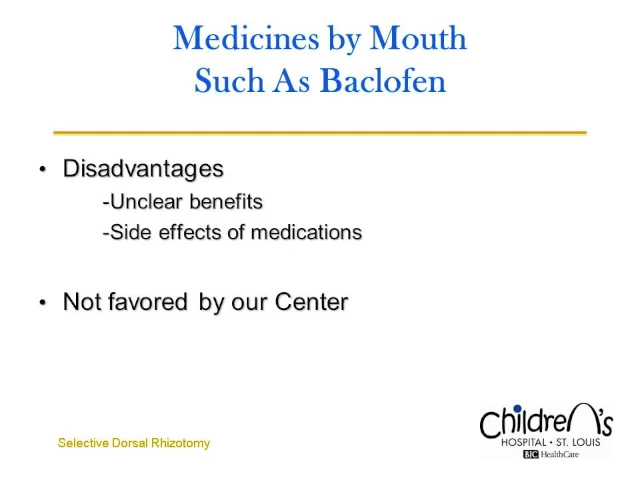 Medicines by Mouth
Such As Baclofen
• Disadvantages
-Unclear benefits
-Side effects of medications
• Not favored by our Center
Selective Dorsal Rhizotomy
Children's
HOSPITAL • ST. LOUIS
BJC HealthCare